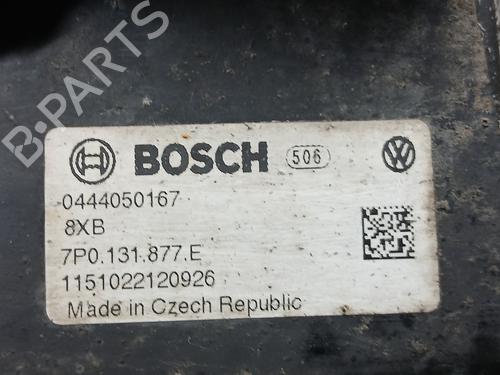 B-PARTS
BOSCH 506
0444050167
8XB
7P0.131.877.E
1151022120926
Made in Czech Republic